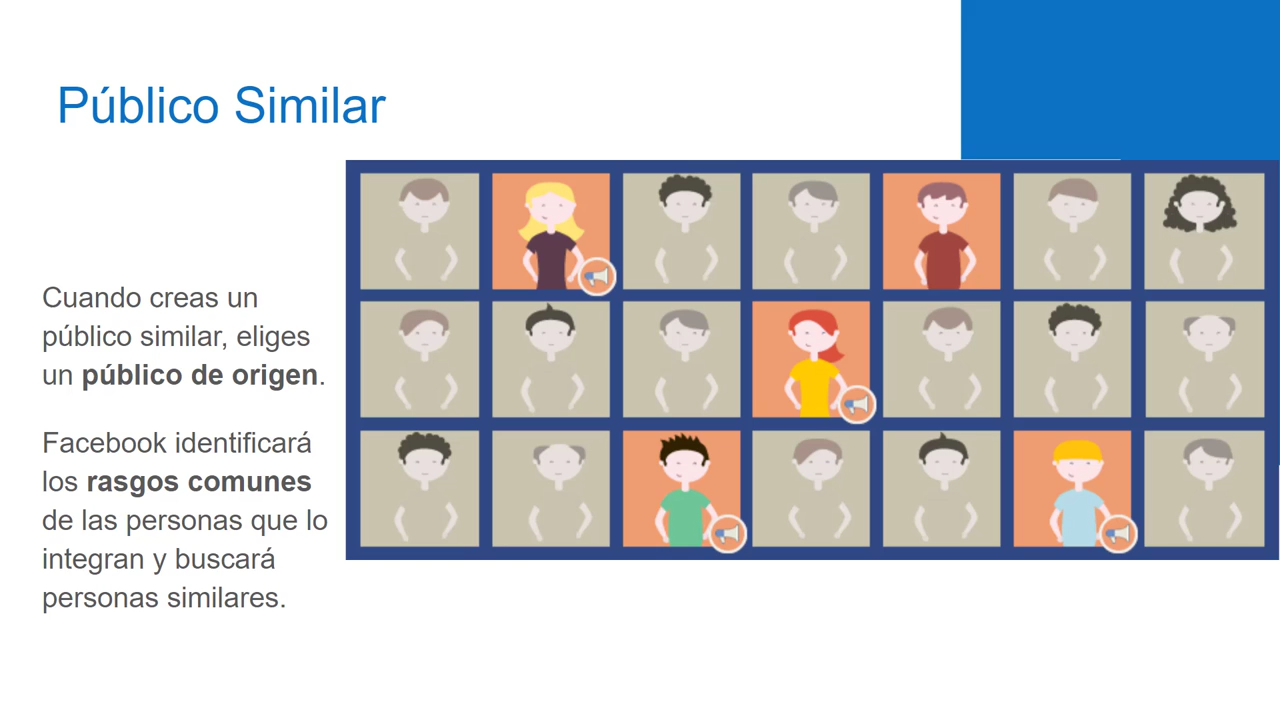 Público Similar
Cuando creas un
público similar, eliges
un público de origen.
Facebook identificará
los rasgos comunes
de las personas que lo
integran y buscará
personas similares.